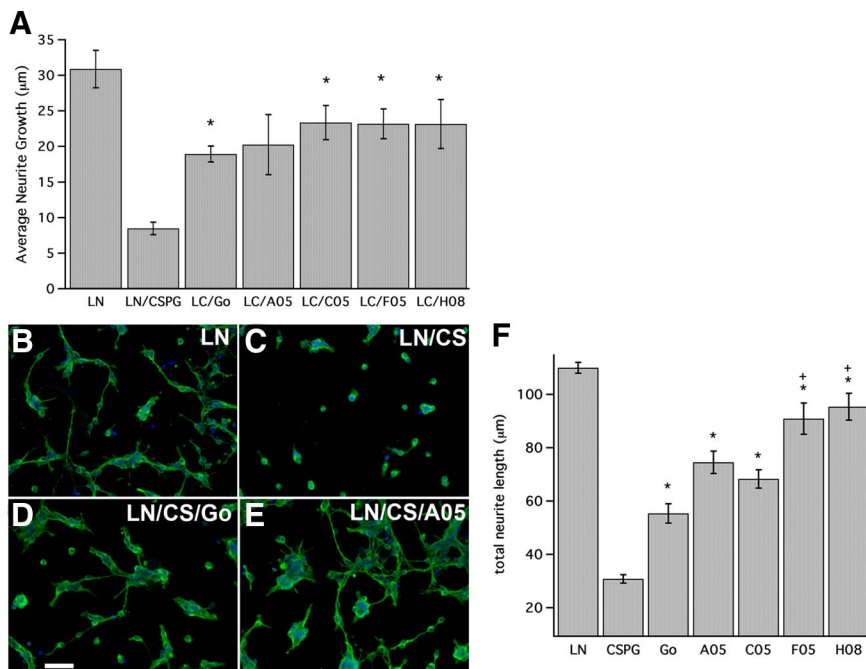 A
35
30
25
20
15
10
5
0
Average Neurite Growth (µm)
* * * *
LN LN/CSPG LC/Go LC/A05 LC/C05 LC/F05 LC/H08
B LN
C LN/CS
D LN/CS/Go
E LN/CS/A05
F
100
80
60
40
20
total neurite length (µm)
+ +
* * * * *
LN CSPG Go A05 C05 F05 H08